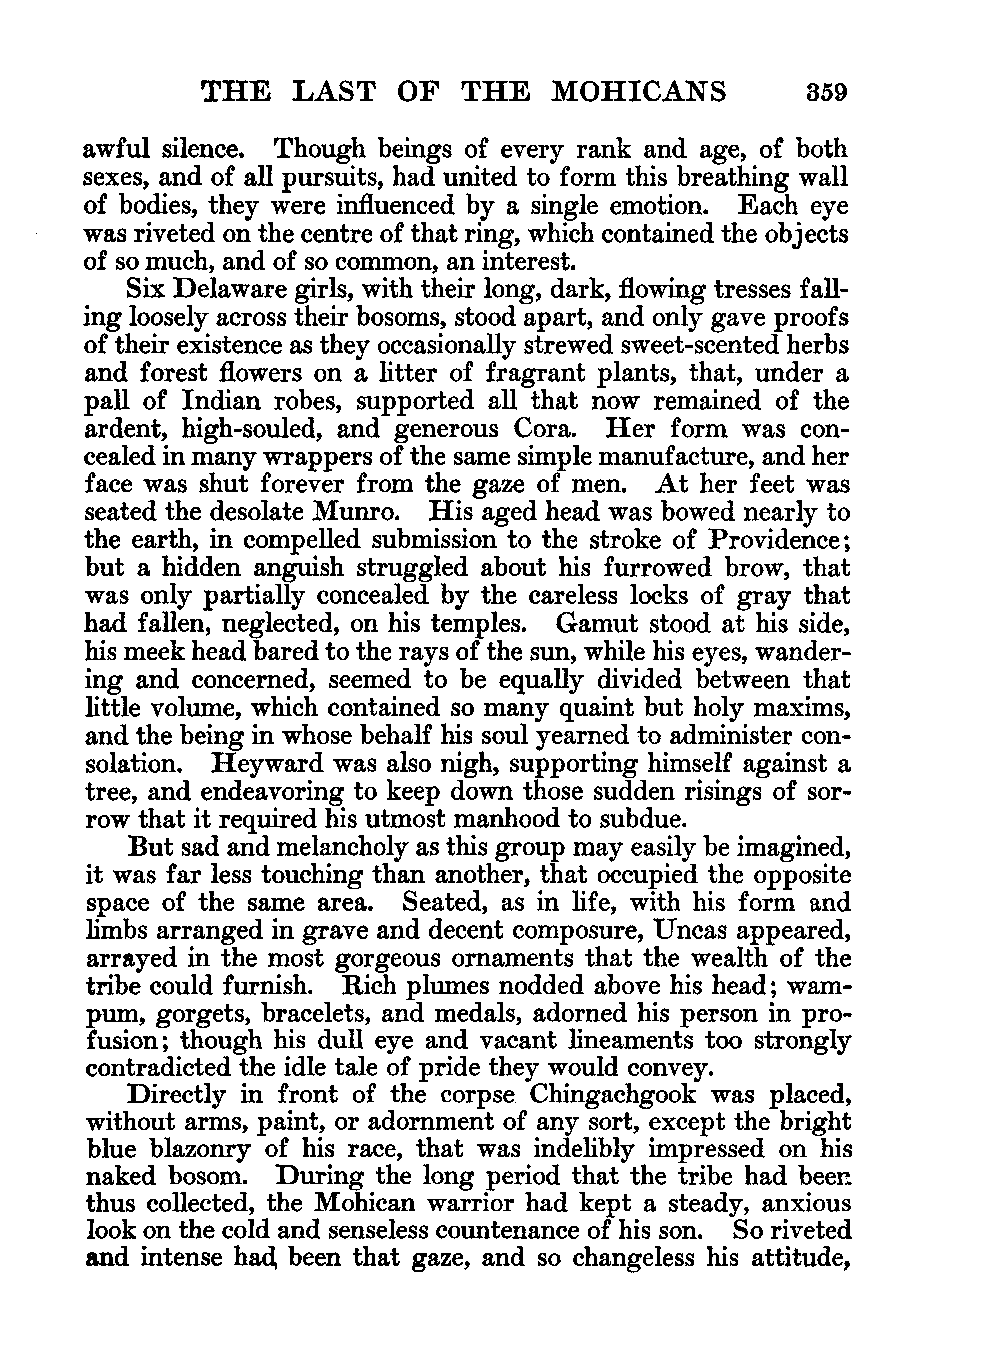 THE LAST OF THE MOHICANS 359
awful silence. Though beings of every rank and age, of both
sexes, and of all pursuits, had united to form this breathing wall
of bodies, they were influenced by a single emotion. Each eye
was riveted on the centre of that ring, which contained the objects
of so much, and of so common, an interest.
Six Delaware girls, with their long, dark, flowing tresses fall-
ing loosely across their bosoms, stood apart, and only gave proofs
of their existence as they occasionally strewed sweet-scented herbs
and forest flowers on a litter of fragrant plants, that, under a
pall of Indian robes, supported all that now remained of the
ardent, high-souled, and generous Cora. Her form was con-
cealed in many wrappers of the same simple manufacture, and her
face was shut forever from the gaze of men. At her feet was
seated the desolate Munro. His aged head was bowed nearly to
the earth, in compelled submission to the stroke of Providence;
but a hidden anguish struggled about his furrowed brow, that
was only partially concealed by the careless locks of gray that
had fallen, neglected, on his temples. Gamut stood at his side,
his meek head bared to the rays of the sun, while his eyes, wander-
ing and concerned, seemed to be equally divided between that
little volume, which contained so many quaint but holy maxims,
and the being in whose behalf his soul yearned to administer con-
solation. Heyward was also nigh, supporting himself against a
tree, and endeavoring to keep down those sudden risings of sor-
row that it required his utmost manhood to subdue.
But sad and melancholy as this group may easily be imagined,
it was far less touching than another, that occupied the opposite
space of the same area. Seated, as in life, with his form and
limbs arranged in grave and decent composure, Uncas appeared,
arrayed in the most gorgeous ornaments that the wealth of the
tribe could furnish. Rich plumes nodded above his head; wam-
pum, gorgets, bracelets, and medals, adorned his person in pro-
fusion; though his dull eye and vacant lineaments too strongly
contradicted the idle tale of pride they would convey.
Directly in front of the corpse Chingachgook was placed,
without arms, paint, or adornment of any sort, except the bright
blue blazonry of his race, that was indelibly impressed on his
naked bosom. During the long period that the tribe had been
thus collected, the Mohican warrior had kept a steady, anxious
look on the cold and senseless countenance of his son. So riveted
and intense had been that gaze, and so changeless his attitude,